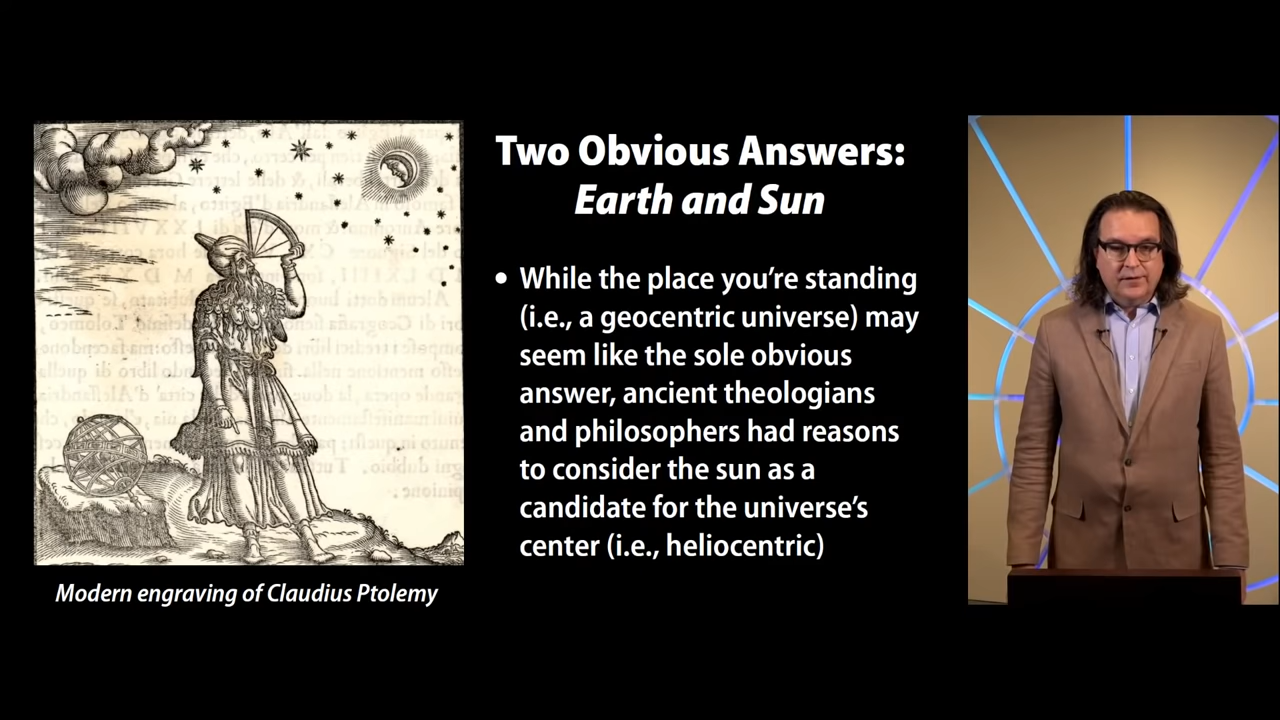 Two Obvious Answers:
Earth and Sun
• While the place you’re standing
(i.e., a geocentric universe) may
seem like the sole obvious
answer, ancient theologians
and philosophers had reasons
to consider the sun as a
candidate for the universe’s
center (i.e., heliocentric)
Modern engraving of Claudius Ptolemy